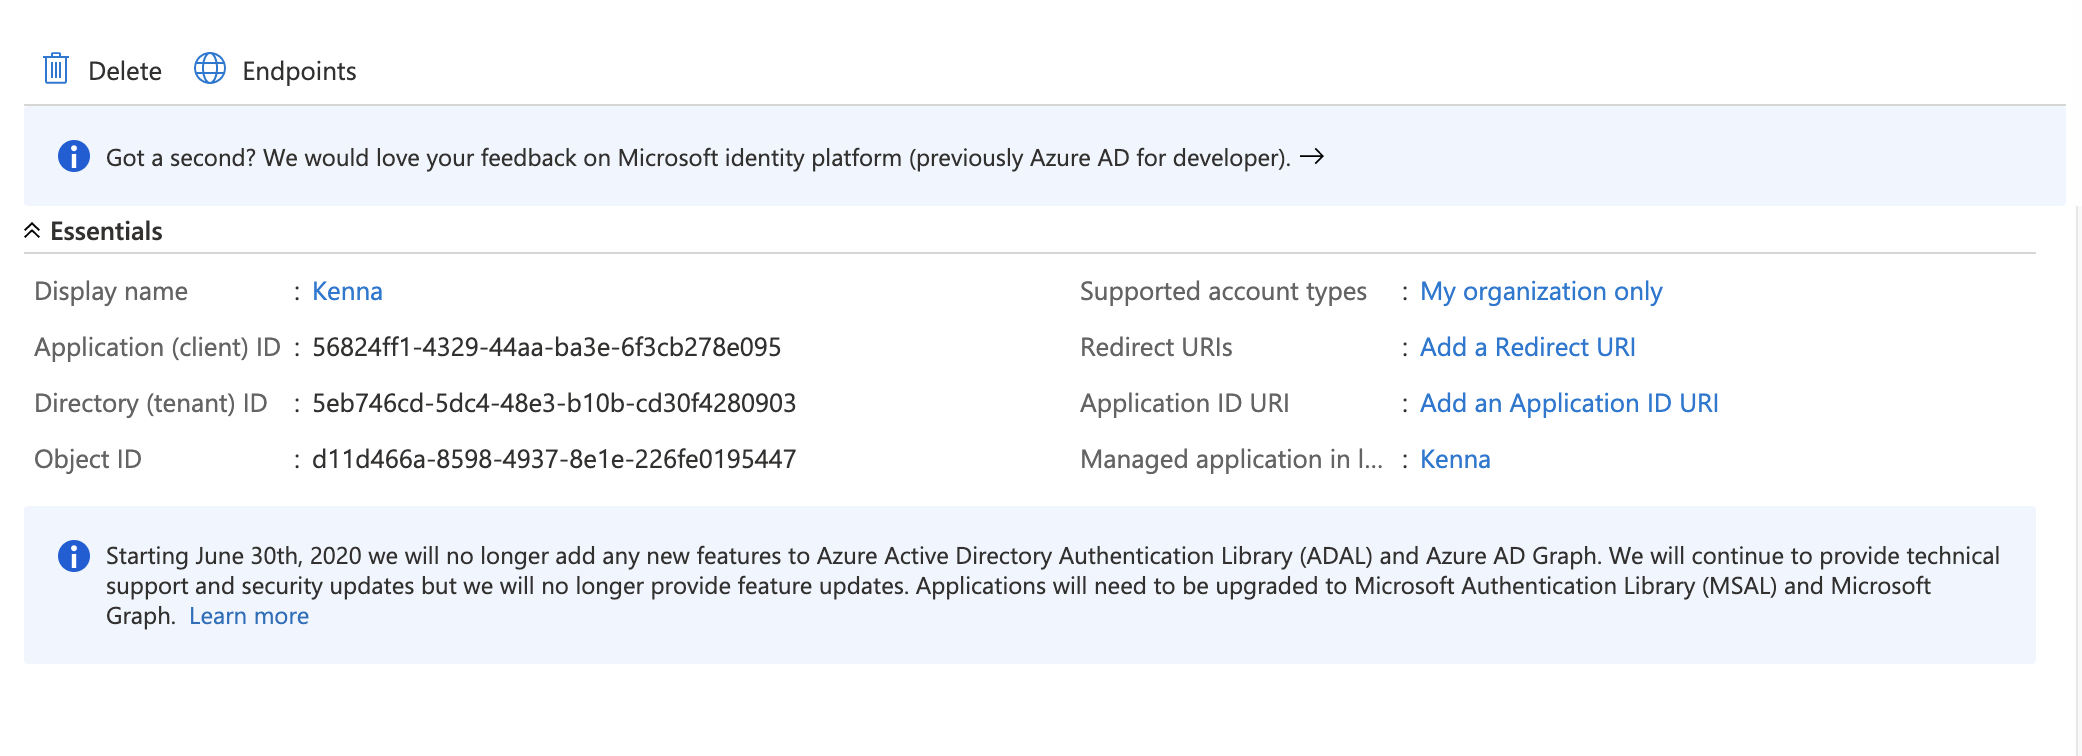 Delete Endpoints
Got a second? We would love your feedback on Microsoft identity platform (previously Azure AD for developer). →
Essentials
Display name : Kenna Supported account types : My organization only
Application (client) ID : 56824ff1-4329-44aa-ba3e-6f3cb278e095 Redirect URIs : Add a Redirect URI
Directory (tenant) ID : 5eb746cd-5dc4-48e3-b10b-cd30f4280903 Application ID URI : Add an Application ID URI
Object ID : d11d466a-8598-4937-8e1e-226fe0195447 Managed application in l... : Kenna
Starting June 30th, 2020 we will no longer add any new features to Azure Active Directory Authentication Library (ADAL) and Azure AD Graph. We will continue to provide technical
support and security updates but we will no longer provide feature updates. Applications will need to be upgraded to Microsoft Authentication Library (MSAL) and Microsoft
Graph. Learn more